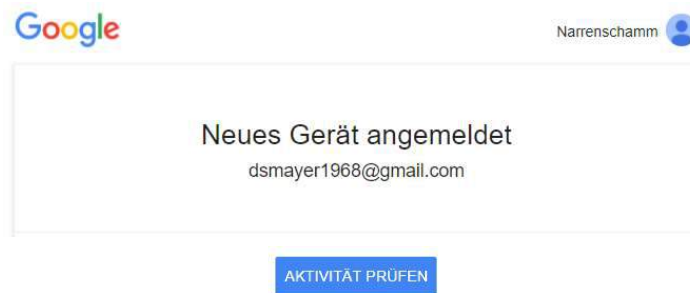 Google
Narrenschamm
Neues Gerät angemeldet
dsmayer1968@gmail.com
AKTIVITÄT PRÜFEN